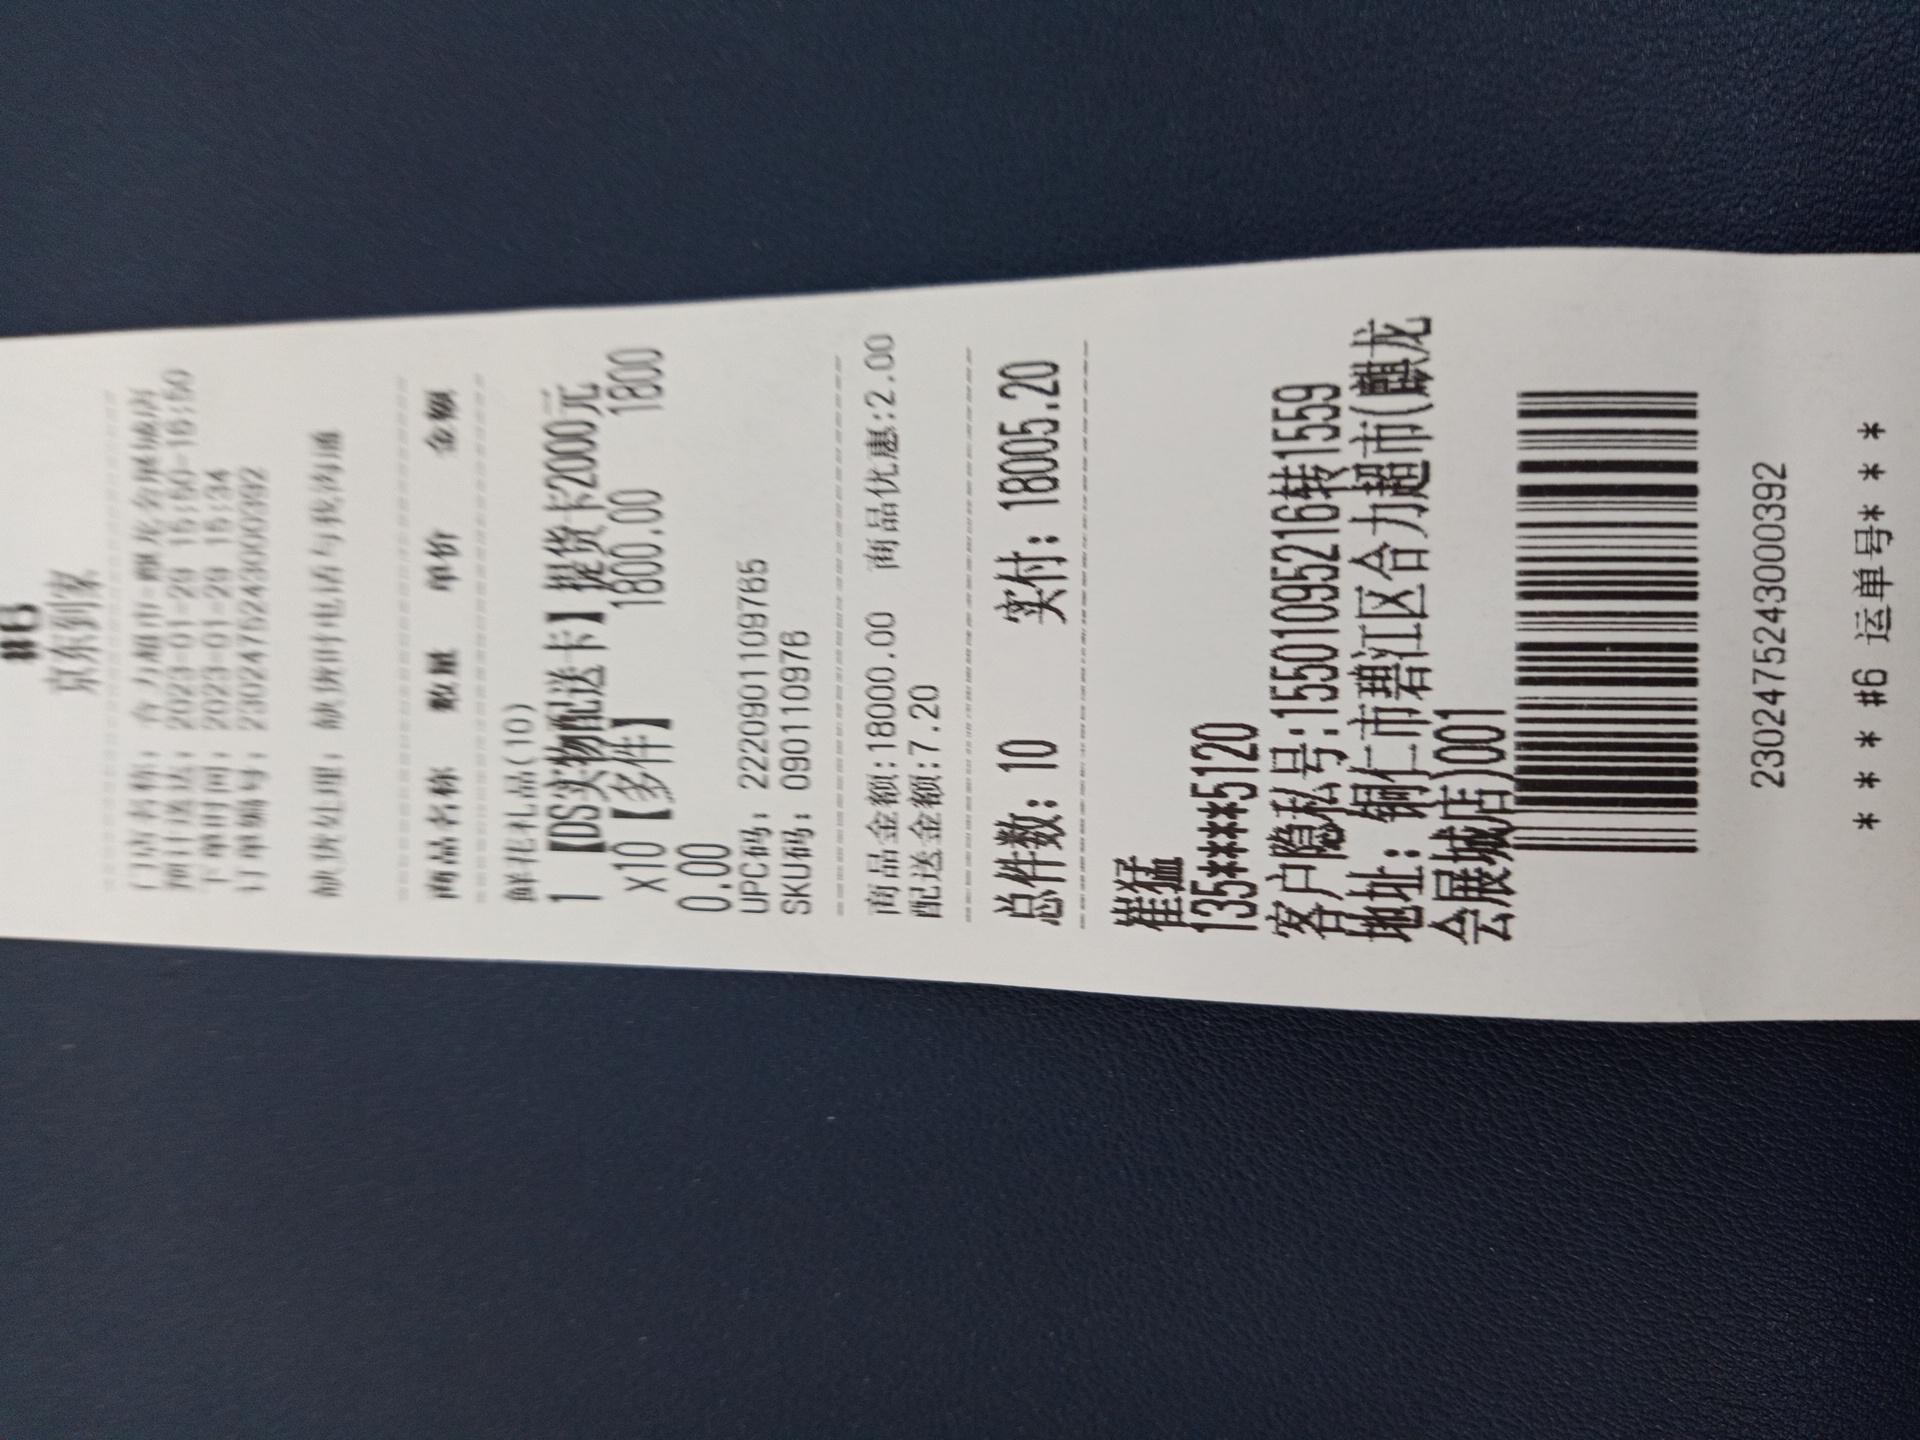 #6
京东到家
门店名称: 合力超市-麒龙会展城店
预计送达: 2023-01-29 15:50-16:50
下单时间: 2023-01-29 15:34
订单编号: 2302475243000392
缺货处理: 缺货时电话与我沟通
商品名称 数量 单价 金额
鲜花礼品(10)
1 【DS实物配送卡】提货卡2000元
x10【多件】 1800.00 1800
0.00
UPC码: 2220901109765
SKU码: 090110976
商品金额:18000.00 商品优惠:2.00
配送金额:7.20
总件数: 10 实付: 18005.20
崔猛
135****5120
客户隐私号:15501095216转1559
地址: 铜仁市碧江区合力超市(麒龙
会展城店)001
2302475243000392
* * * #6 运单号* * *